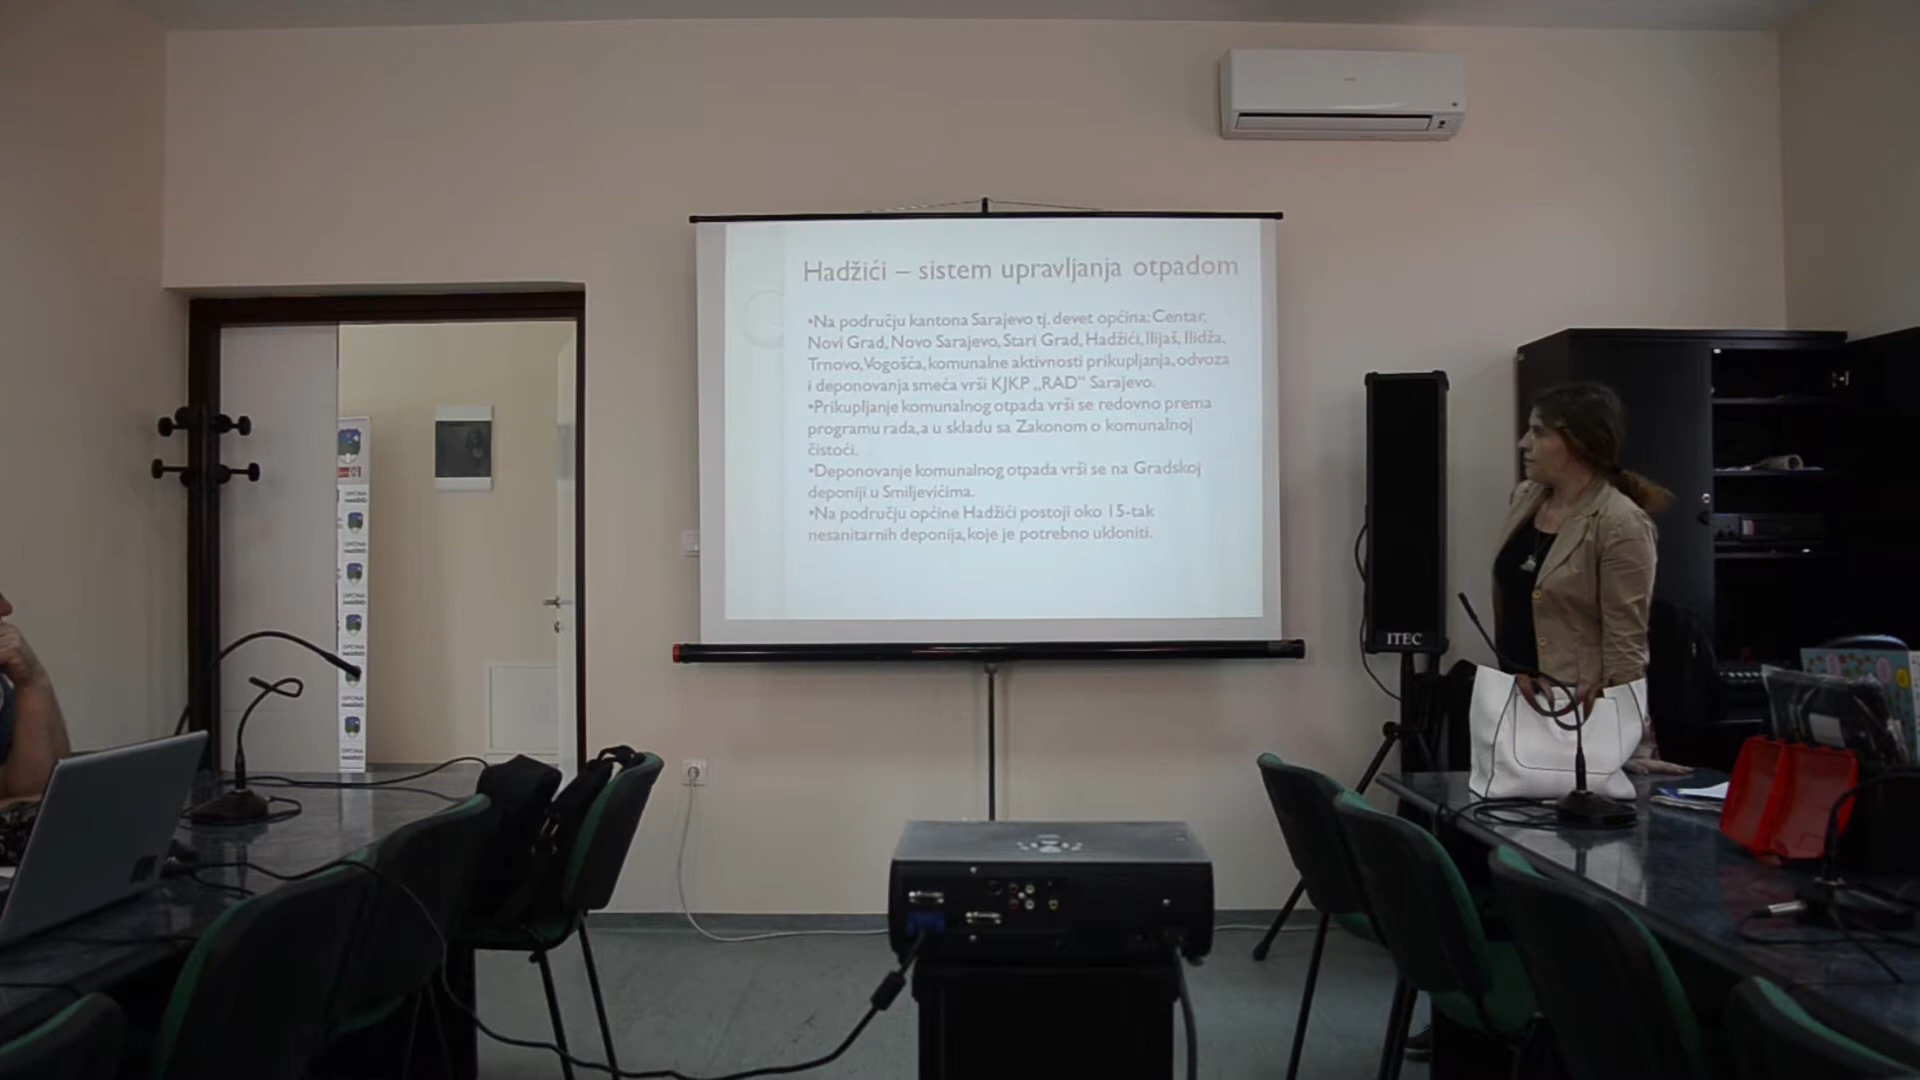 Hadžići – sistem upravljanja otpadom
•Na području kantona Sarajevo tj. devet općina: Centar,
Novi Grad, Novo Sarajevo, Stari Grad, Hadžići, Ilijaš, Ilidža,
Trnovo, Vogošća, komunalne aktivnosti prikupljanja, odvoza
i deponovanja smeća vrši KJKP „RAD“ Sarajevo.
•Prikupljanje komunalnog otpada vrši se redovno prema
programu rada, a u skladu sa Zakonom o komunalnoj
čistoći.
•Deponovanje komunalnog otpada vrši se na Gradskoj
deponiji u Smiljevićima.
•Na području općine Hadžići postoji oko 15-tak
nesanitarnih deponija, koje je potrebno ukloniti.
ITEC